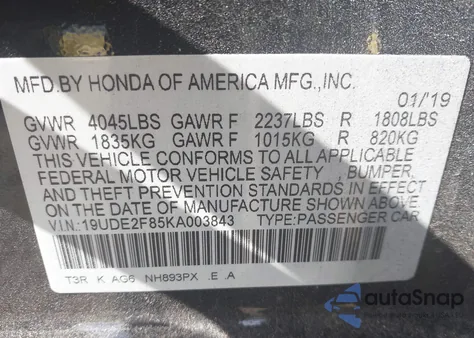 MFD.BY HONDA OF AMERICA MFG.,INC.
01/'19
GVWR 4045LBS GAWR F 2237LBS R 1808LBS
GVWR 1835KG GAWR F 1015KG R 820KG
THIS VEHICLE CONFORMS TO ALL APPLICABLE
FEDERAL MOTOR VEHICLE SAFETY , BUMPER,
AND THEFT PREVENTION STANDARDS IN EFFECT
ON THE DATE OF MANUFACTURE SHOWN ABOVE.
V.I.N.:19UDE2F85KA003843 TYPE:PASSENGER CAR
T3R K AG6 NH893PX .E .A
autoSnap